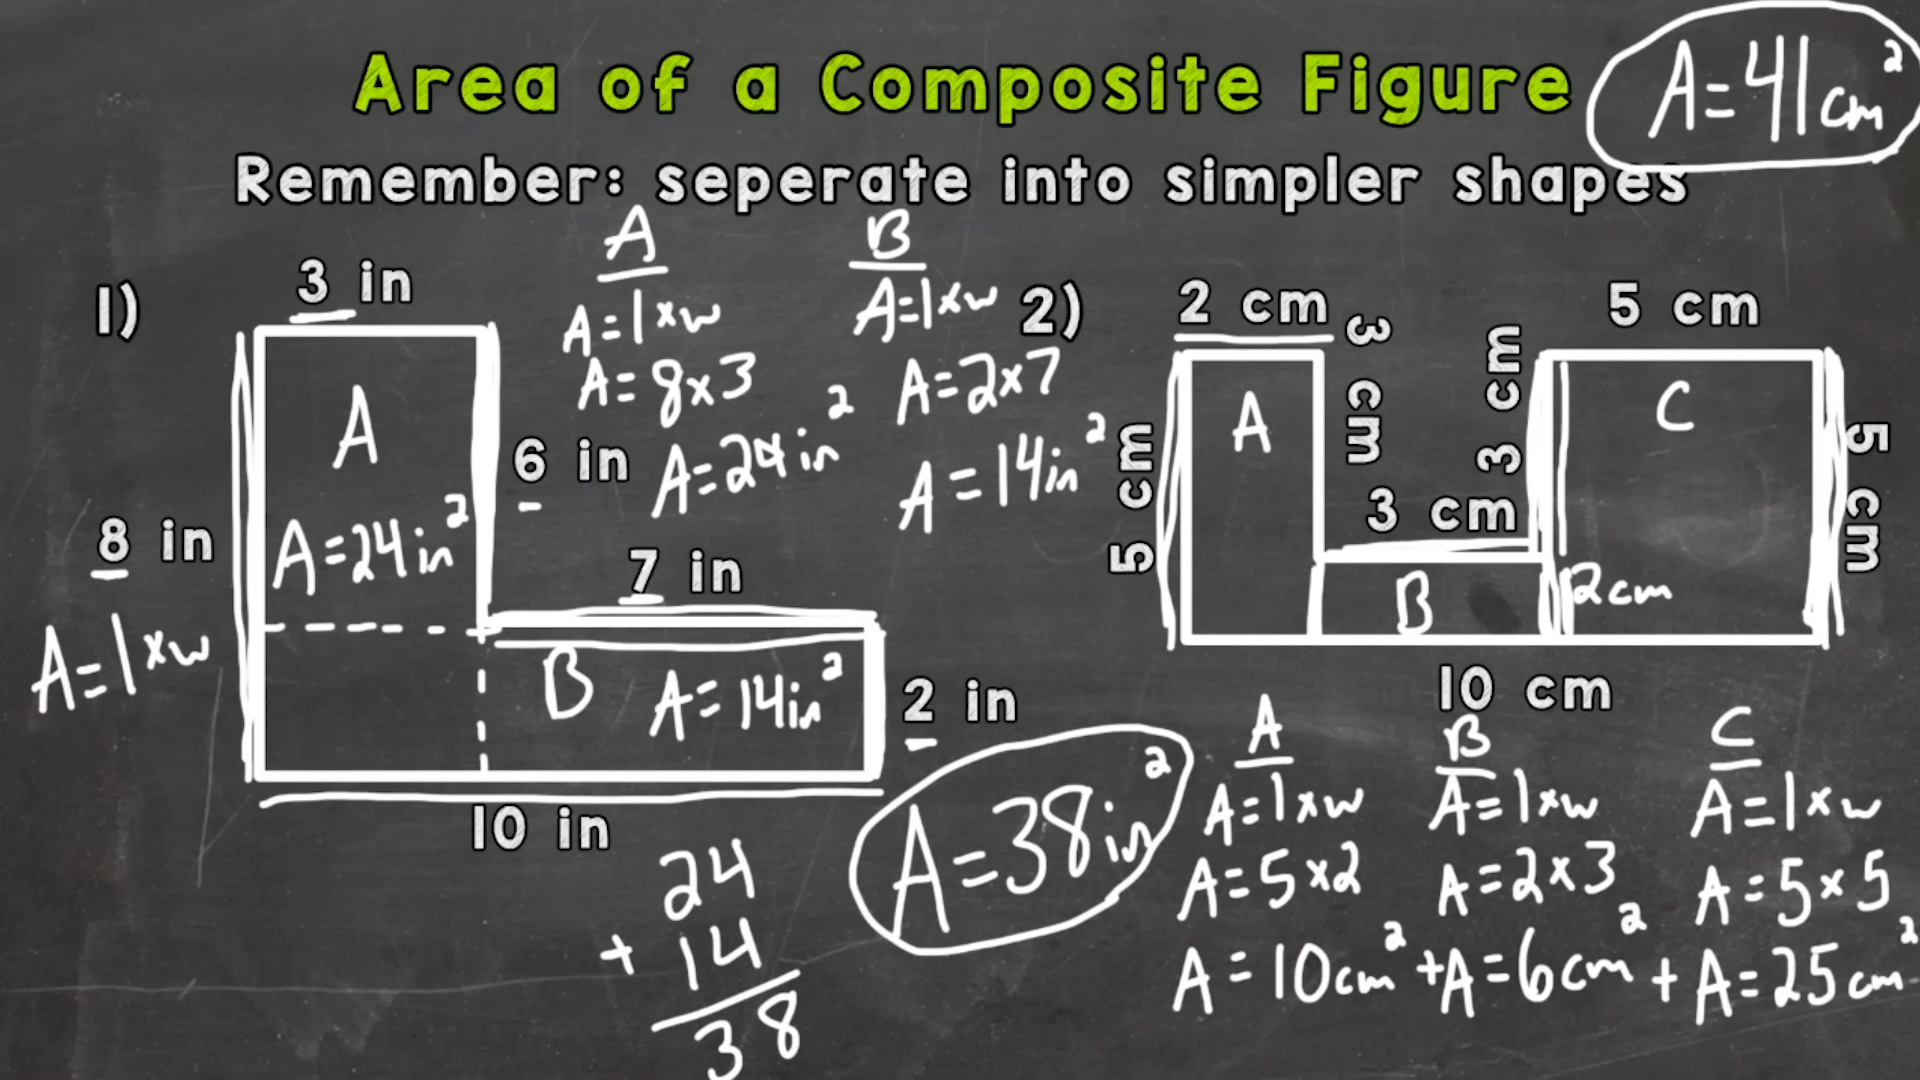 Area of a Composite Figure
A=41cm²
Remember: seperate into simpler shapes
1)
3 in
A
A=24in²
8 in
A=l×w
6 in
7 in
B A=14in²
2 in
10 in
A
A=l×w
A=8×3
A=24in²
B
A=l×w
A=2×7
A=14in²
24
+ 14
38
A=38in²
2)
2 cm
3 cm
3 cm
5 cm
5 cm
A
3 cm
B
2cm
C
5 cm
10 cm
A
A=l×w
A=5×2
A=10cm²
B
A=l×w
A=2×3
+A=6cm²
C
A=l×w
A=5×5
+ A=25cm²